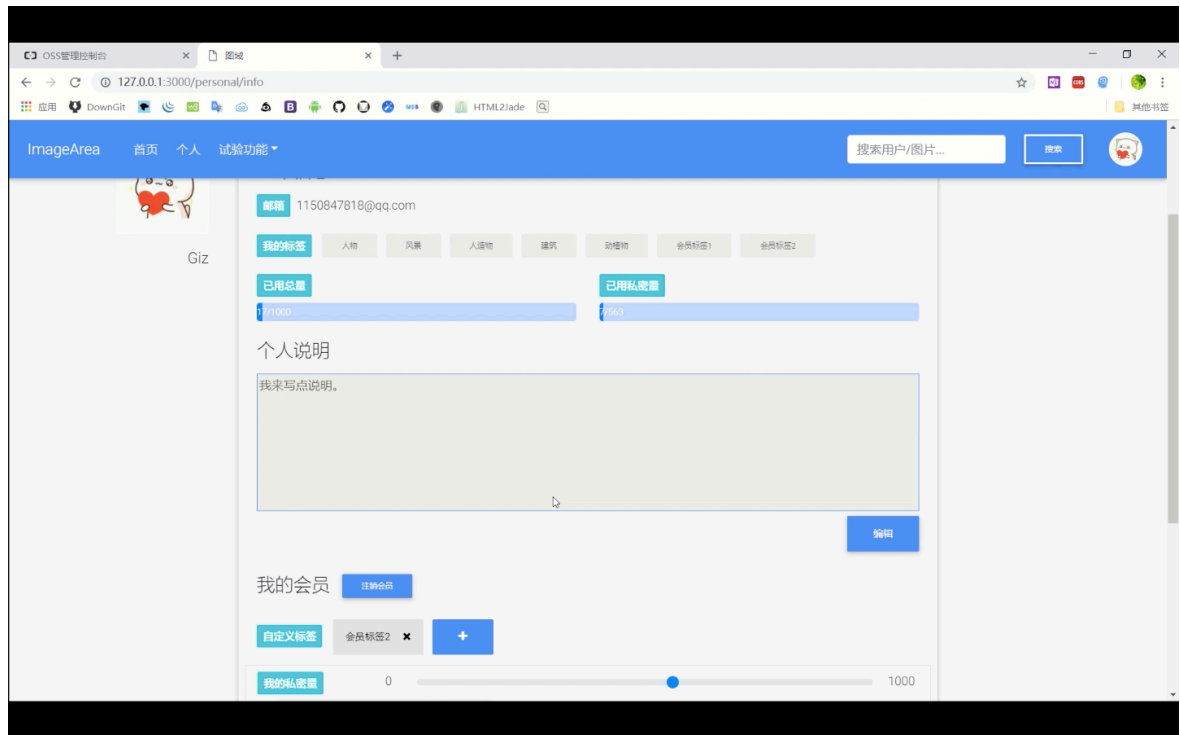 OSS管理控制台
图域
127.0.0.1:3000/personal/info
应用 DownGit HTML2Jade 其他书签
ImageArea 首页 个人 试验功能 搜索用户/图片... 搜索
邮箱 1150847818@qq.com
我的标签 人物 风景 人造物 建筑 动植物 会员标签1 会员标签2
Giz
已用总量 已用私密量
17/1000 7/563
个人说明
我来写点说明。
编辑
我的会员 注销会员
自定义标签 会员标签2
我的私密量 0 1000